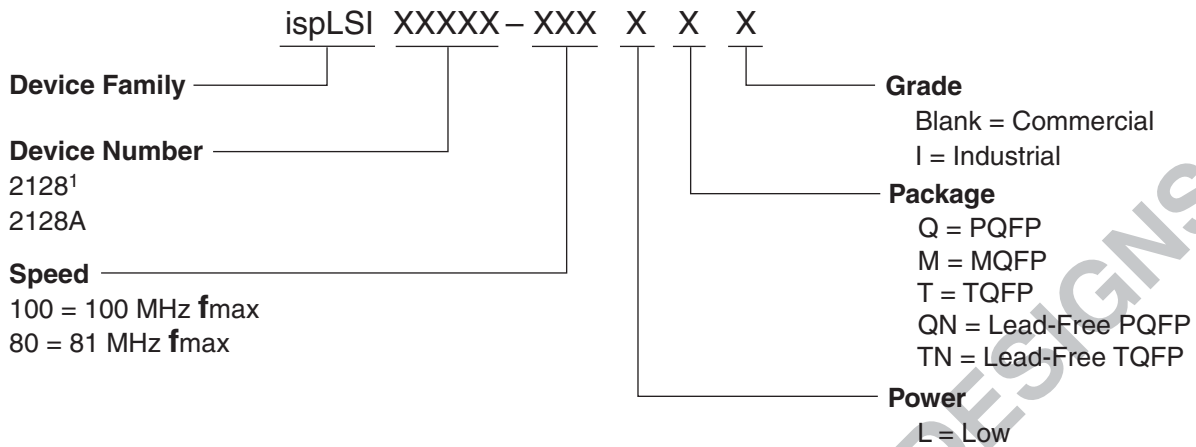 ispLSI XXXXX – XXX X X X
Device Family
Device Number
2128¹
2128A
Speed
100 = 100 MHz fmax
80 = 81 MHz fmax
Grade
Blank = Commercial
I = Industrial
Package
Q = PQFP
M = MQFP
T = TQFP
QN = Lead-Free PQFP
TN = Lead-Free TQFP
Power
L = Low
DESIGNS